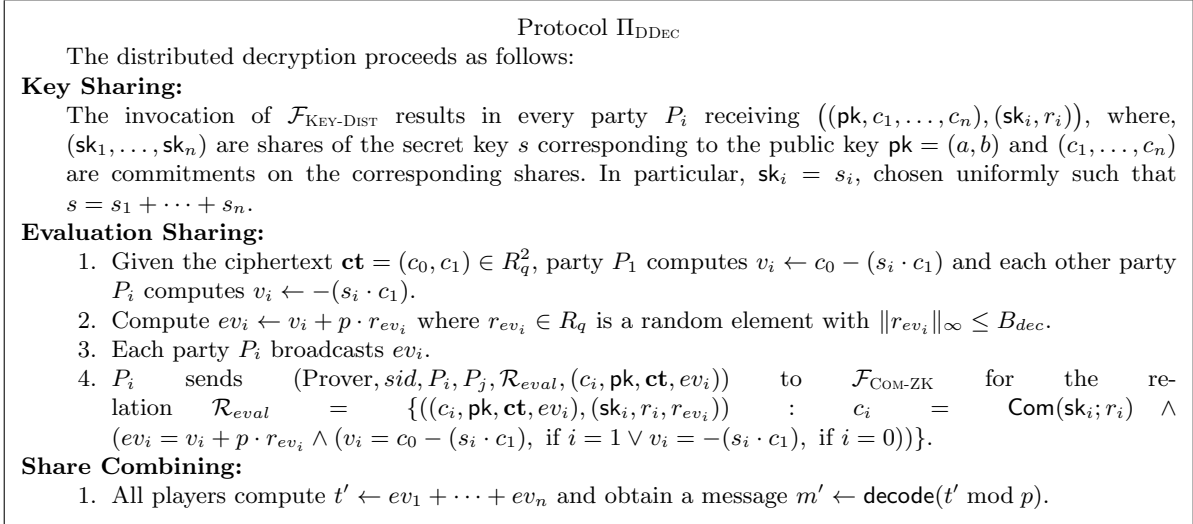 Protocol Π_DDEC
The distributed decryption proceeds as follows:
Key Sharing:
The invocation of F_KEY-DIST results in every party P_i receiving ((pk, c_1, . . . , c_n), (sk_i, r_i)), where,
(sk_1, . . . , sk_n) are shares of the secret key s corresponding to the public key pk = (a, b) and (c_1, . . . , c_n)
are commitments on the corresponding shares. In particular, sk_i = s_i, chosen uniformly such that
s = s_1 + · · · + s_n.
Evaluation Sharing:
1. Given the ciphertext ct = (c_0, c_1) ∈ R_q^2, party P_1 computes v_i ← c_0 − (s_i · c_1) and each other party
P_i computes v_i ← −(s_i · c_1).
2. Compute ev_i ← v_i + p · r_{ev_i} where r_{ev_i} ∈ R_q is a random element with ‖r_{ev_i}‖_∞ ≤ B_dec.
3. Each party P_i broadcasts ev_i.
4. P_i sends (Prover, sid, P_i, P_j, R_eval, (c_i, pk, ct, ev_i)) to F_COM-ZK for the re-
lation R_eval = {((c_i, pk, ct, ev_i), (sk_i, r_i, r_{ev_i})) : c_i = Com(sk_i; r_i) ∧
(ev_i = v_i + p · r_{ev_i} ∧ (v_i = c_0 − (s_i · c_1), if i = 1 ∨ v_i = −(s_i · c_1), if i = 0))}.
Share Combining:
1. All players compute t′ ← ev_1 + · · · + ev_n and obtain a message m′ ← decode(t′ mod p).